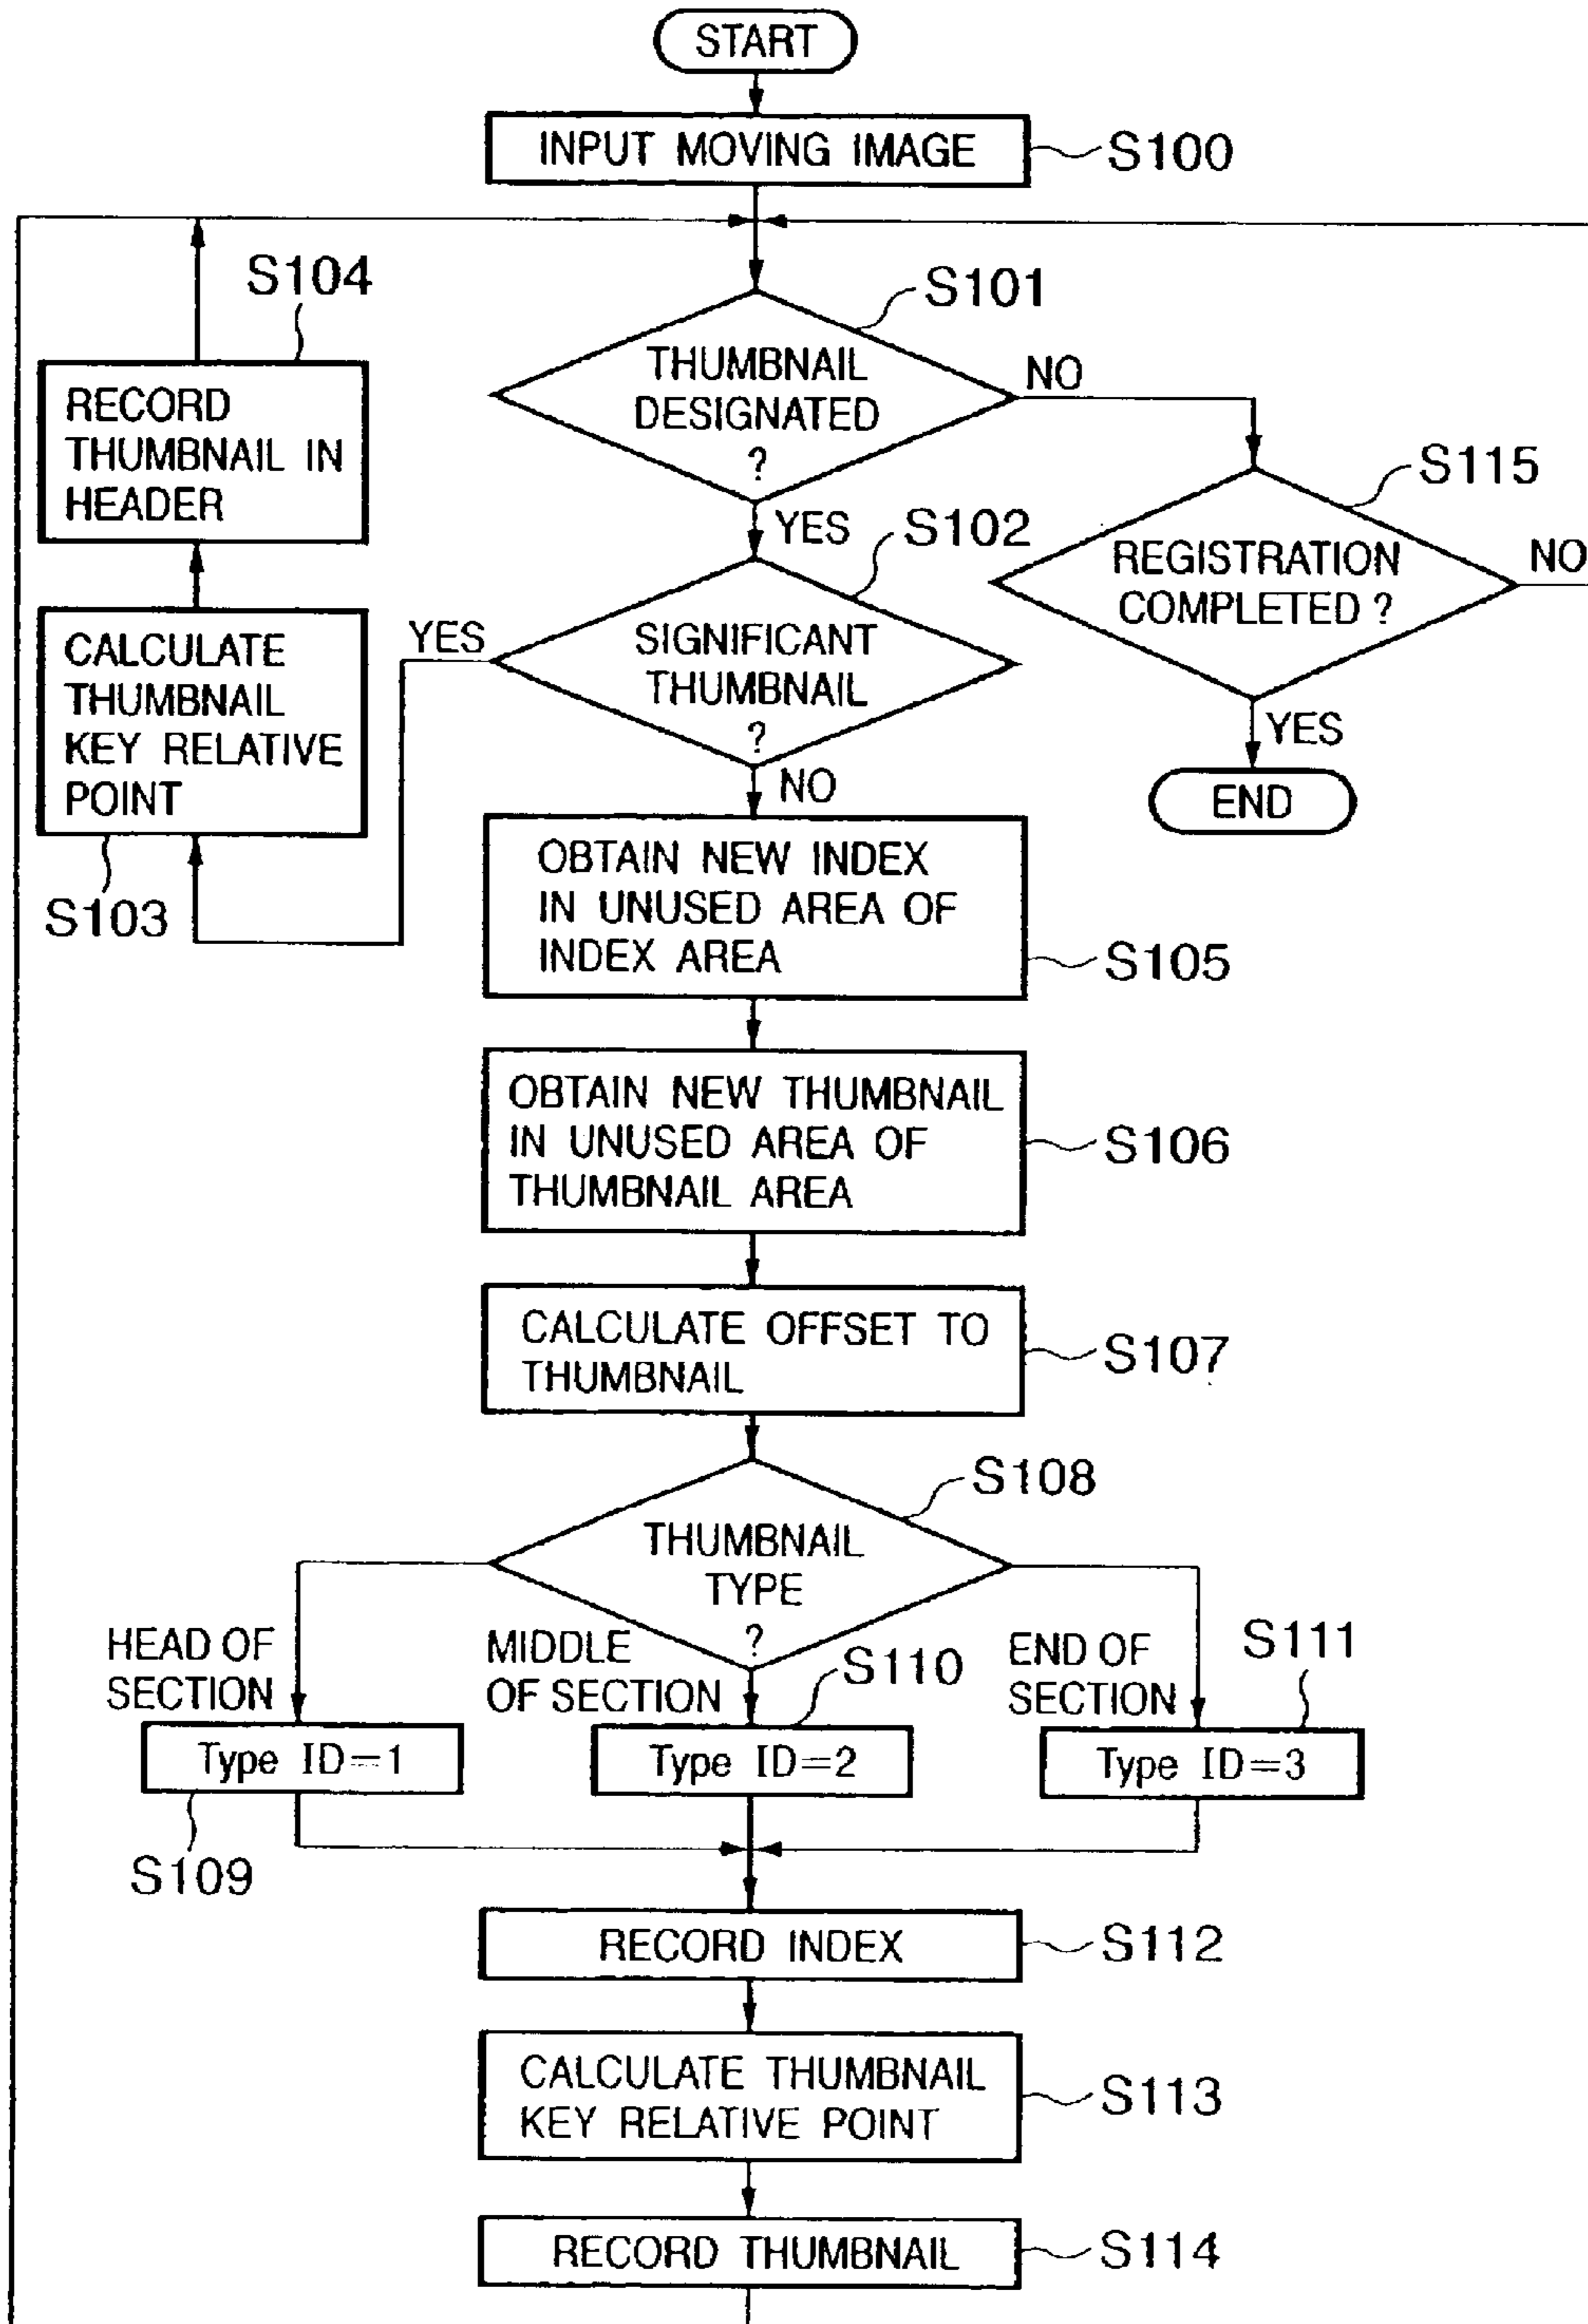 START
INPUT MOVING IMAGE
S100
S104
S101
RECORD
THUMBNAIL IN
HEADER
THUMBNAIL
DESIGNATED
?
NO
S115
YES
S102
REGISTRATION
COMPLETED ?
NO
CALCULATE
THUMBNAIL
KEY RELATIVE
POINT
YES
SIGNIFICANT
THUMBNAIL
?
YES
END
NO
S103
OBTAIN NEW INDEX
IN UNUSED AREA OF
INDEX AREA
S105
OBTAIN NEW THUMBNAIL
IN UNUSED AREA OF
THUMBNAIL AREA
S106
CALCULATE OFFSET TO
THUMBNAIL
S107
S108
THUMBNAIL
TYPE
?
HEAD OF
SECTION
MIDDLE
OF SECTION
S110
END OF
SECTION
S111
Type ID=1
Type ID=2
Type ID=3
S109
RECORD INDEX
S112
CALCULATE THUMBNAIL
KEY RELATIVE POINT
S113
RECORD THUMBNAIL
S114